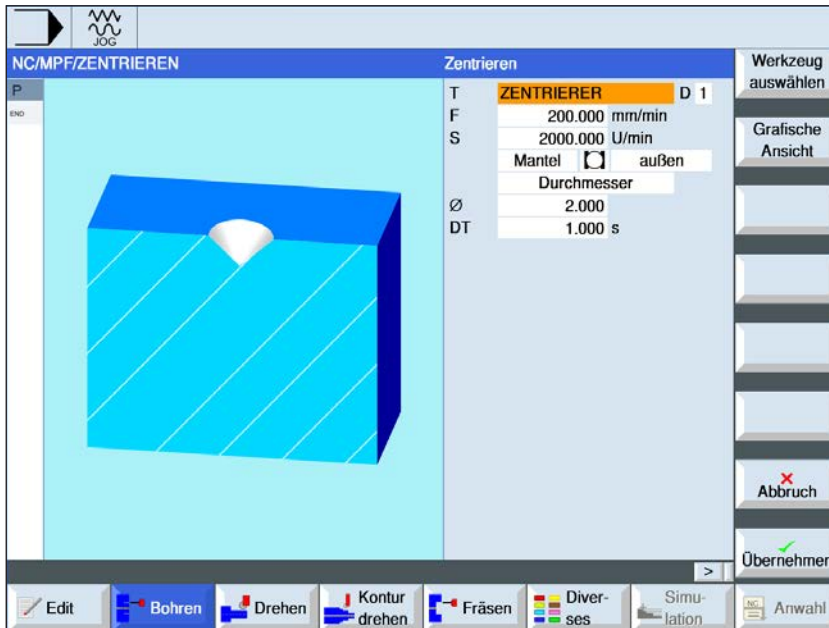 JOG
NC/MPF/ZENTRIEREN
Zentrieren
P
END
T ZENTRIERER D 1
F 200.000 mm/min
S 2000.000 U/min
Mantel außen
Durchmesser
Ø 2.000
DT 1.000 s
Werkzeug
auswählen
Grafische
Ansicht
Abbruch
Übernehmen
>
Edit
Bohren
Drehen
Kontur
drehen
Fräsen
Diver-
ses
Simu-
lation
NC
Anwahl